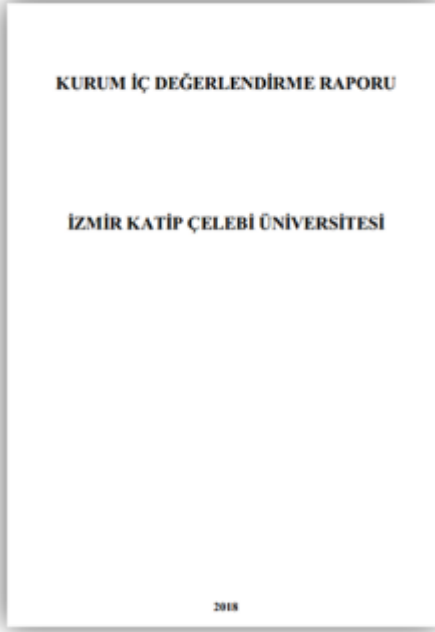 KURUM İÇ DEĞERLENDİRME RAPORU
İZMİR KATİP ÇELEBİ ÜNİVERSİTESİ
2018